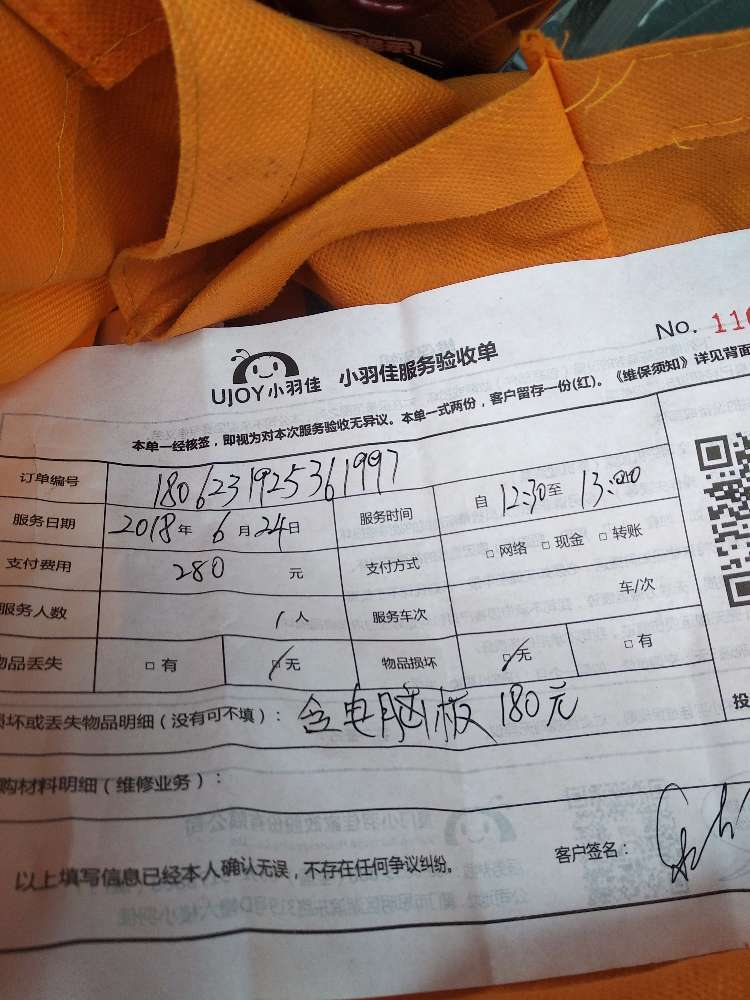 No. 110
UJOY小羽佳 小羽佳服务验收单
本单一经核签，即视为对本次服务验收无异议。本单一式两份，客户留存一份(红)。《维保须知》详见背面
订单编号 1806231925361997
服务日期 2018年 6月24日 服务时间 自 12:30至 13:00
支付费用 280 元 支付方式 □网络 □现金 □转账
服务人数 1人 服务车次 车/次
物品丢失 □有 □无 物品损坏 □无 □有
损坏或丢失物品明细（没有可不填）： 含电脑板180元
购材料明细（维修业务）：
以上填写信息已经本人确认无误，不存在任何争议纠纷。 客户签名：
投